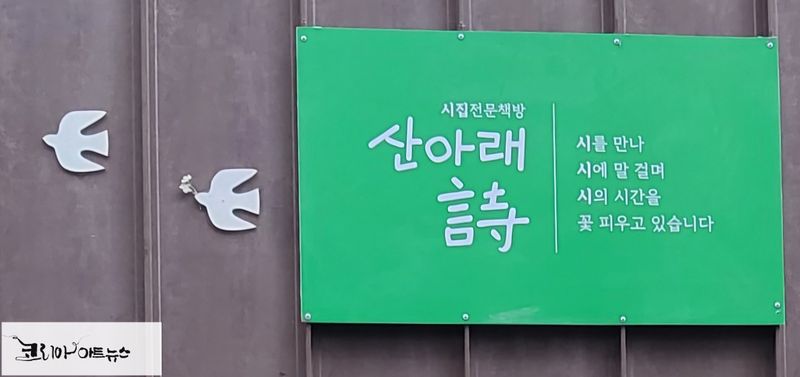 시집전문책방
산아래
詩
시를 만나
시에 말 걸며
시의 시간을
꽃 피우고 있습니다
코리아아트뉴스